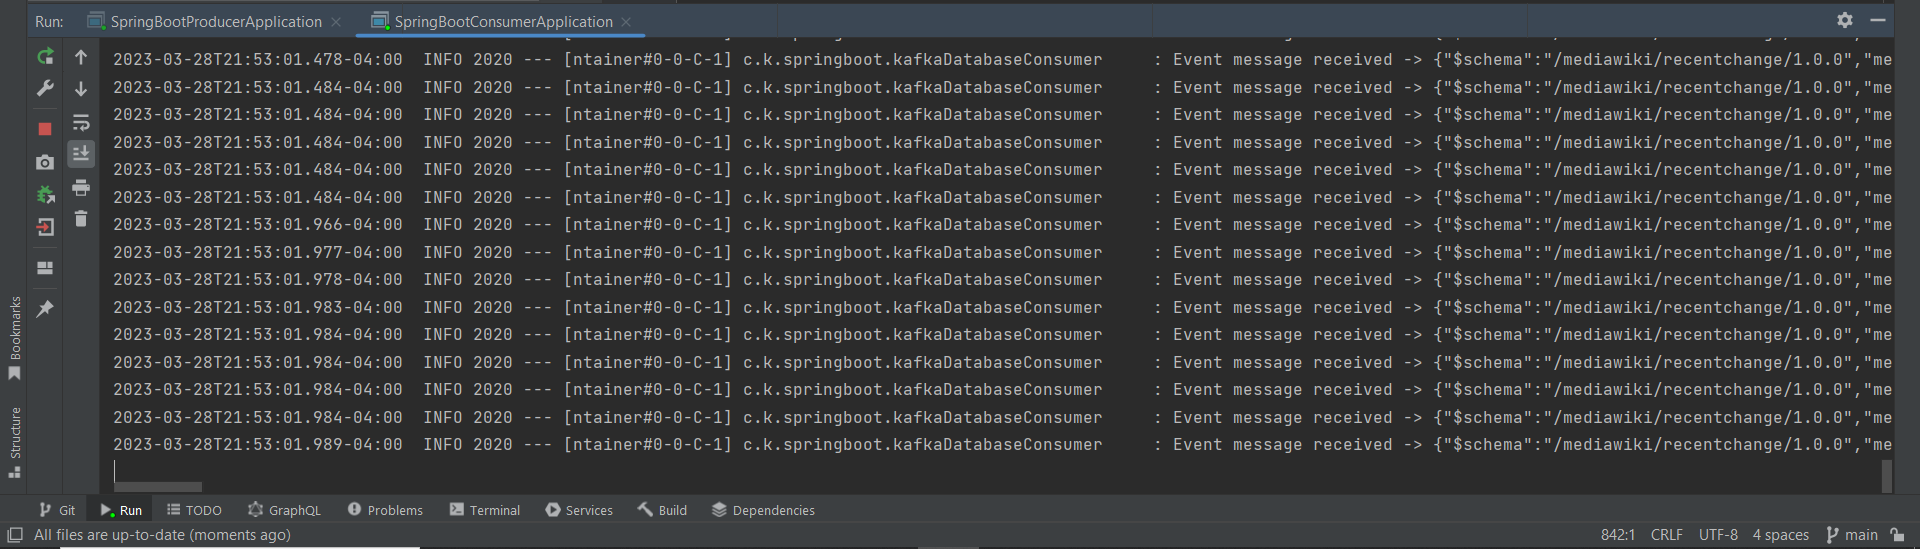 Run: SpringBootProducerApplication × SpringBootConsumerApplication ×
2023-03-28T21:53:01.478-04:00  INFO 2020 --- [ntainer#0-0-C-1] c.k.springboot.kafkaDatabaseConsumer     : Event message received -> {"$schema":"/mediawiki/recentchange/1.0.0","me
2023-03-28T21:53:01.484-04:00  INFO 2020 --- [ntainer#0-0-C-1] c.k.springboot.kafkaDatabaseConsumer     : Event message received -> {"$schema":"/mediawiki/recentchange/1.0.0","me
2023-03-28T21:53:01.484-04:00  INFO 2020 --- [ntainer#0-0-C-1] c.k.springboot.kafkaDatabaseConsumer     : Event message received -> {"$schema":"/mediawiki/recentchange/1.0.0","me
2023-03-28T21:53:01.484-04:00  INFO 2020 --- [ntainer#0-0-C-1] c.k.springboot.kafkaDatabaseConsumer     : Event message received -> {"$schema":"/mediawiki/recentchange/1.0.0","me
2023-03-28T21:53:01.484-04:00  INFO 2020 --- [ntainer#0-0-C-1] c.k.springboot.kafkaDatabaseConsumer     : Event message received -> {"$schema":"/mediawiki/recentchange/1.0.0","me
2023-03-28T21:53:01.484-04:00  INFO 2020 --- [ntainer#0-0-C-1] c.k.springboot.kafkaDatabaseConsumer     : Event message received -> {"$schema":"/mediawiki/recentchange/1.0.0","me
2023-03-28T21:53:01.966-04:00  INFO 2020 --- [ntainer#0-0-C-1] c.k.springboot.kafkaDatabaseConsumer     : Event message received -> {"$schema":"/mediawiki/recentchange/1.0.0","me
2023-03-28T21:53:01.977-04:00  INFO 2020 --- [ntainer#0-0-C-1] c.k.springboot.kafkaDatabaseConsumer     : Event message received -> {"$schema":"/mediawiki/recentchange/1.0.0","me
2023-03-28T21:53:01.978-04:00  INFO 2020 --- [ntainer#0-0-C-1] c.k.springboot.kafkaDatabaseConsumer     : Event message received -> {"$schema":"/mediawiki/recentchange/1.0.0","me
2023-03-28T21:53:01.983-04:00  INFO 2020 --- [ntainer#0-0-C-1] c.k.springboot.kafkaDatabaseConsumer     : Event message received -> {"$schema":"/mediawiki/recentchange/1.0.0","me
2023-03-28T21:53:01.984-04:00  INFO 2020 --- [ntainer#0-0-C-1] c.k.springboot.kafkaDatabaseConsumer     : Event message received -> {"$schema":"/mediawiki/recentchange/1.0.0","me
2023-03-28T21:53:01.984-04:00  INFO 2020 --- [ntainer#0-0-C-1] c.k.springboot.kafkaDatabaseConsumer     : Event message received -> {"$schema":"/mediawiki/recentchange/1.0.0","me
2023-03-28T21:53:01.984-04:00  INFO 2020 --- [ntainer#0-0-C-1] c.k.springboot.kafkaDatabaseConsumer     : Event message received -> {"$schema":"/mediawiki/recentchange/1.0.0","me
2023-03-28T21:53:01.984-04:00  INFO 2020 --- [ntainer#0-0-C-1] c.k.springboot.kafkaDatabaseConsumer     : Event message received -> {"$schema":"/mediawiki/recentchange/1.0.0","me
2023-03-28T21:53:01.989-04:00  INFO 2020 --- [ntainer#0-0-C-1] c.k.springboot.kafkaDatabaseConsumer     : Event message received -> {"$schema":"/mediawiki/recentchange/1.0.0","me
Bookmarks
Structure
Git Run TODO GraphQL Problems Terminal Services Build Dependencies
All files are up-to-date (moments ago) 842:1 CRLF UTF-8 4 spaces main